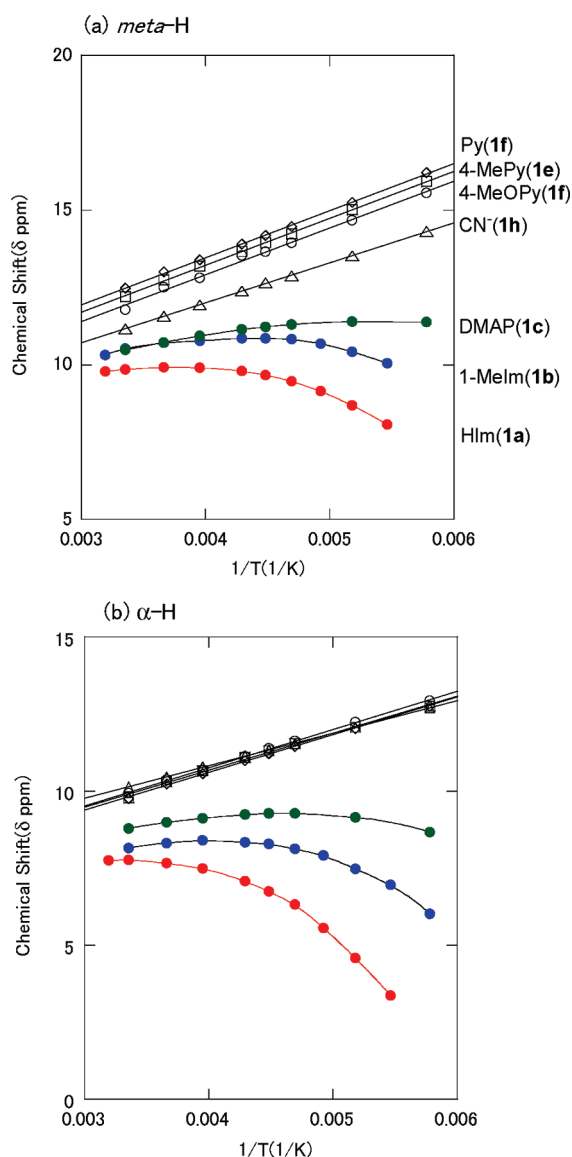 (a) meta-H
20
15
10
5
Chemical Shift(δ ppm)
Py(1f)
4-MePy(1e)
4-MeOPy(1f)
CN⁻(1h)
DMAP(1c)
1-MeIm(1b)
HIm(1a)
0.003 0.004 0.005 0.006
1/T(1/K)
(b) α-H
15
10
5
0
Chemical Shift(δ ppm)
0.003 0.004 0.005 0.006
1/T(1/K)